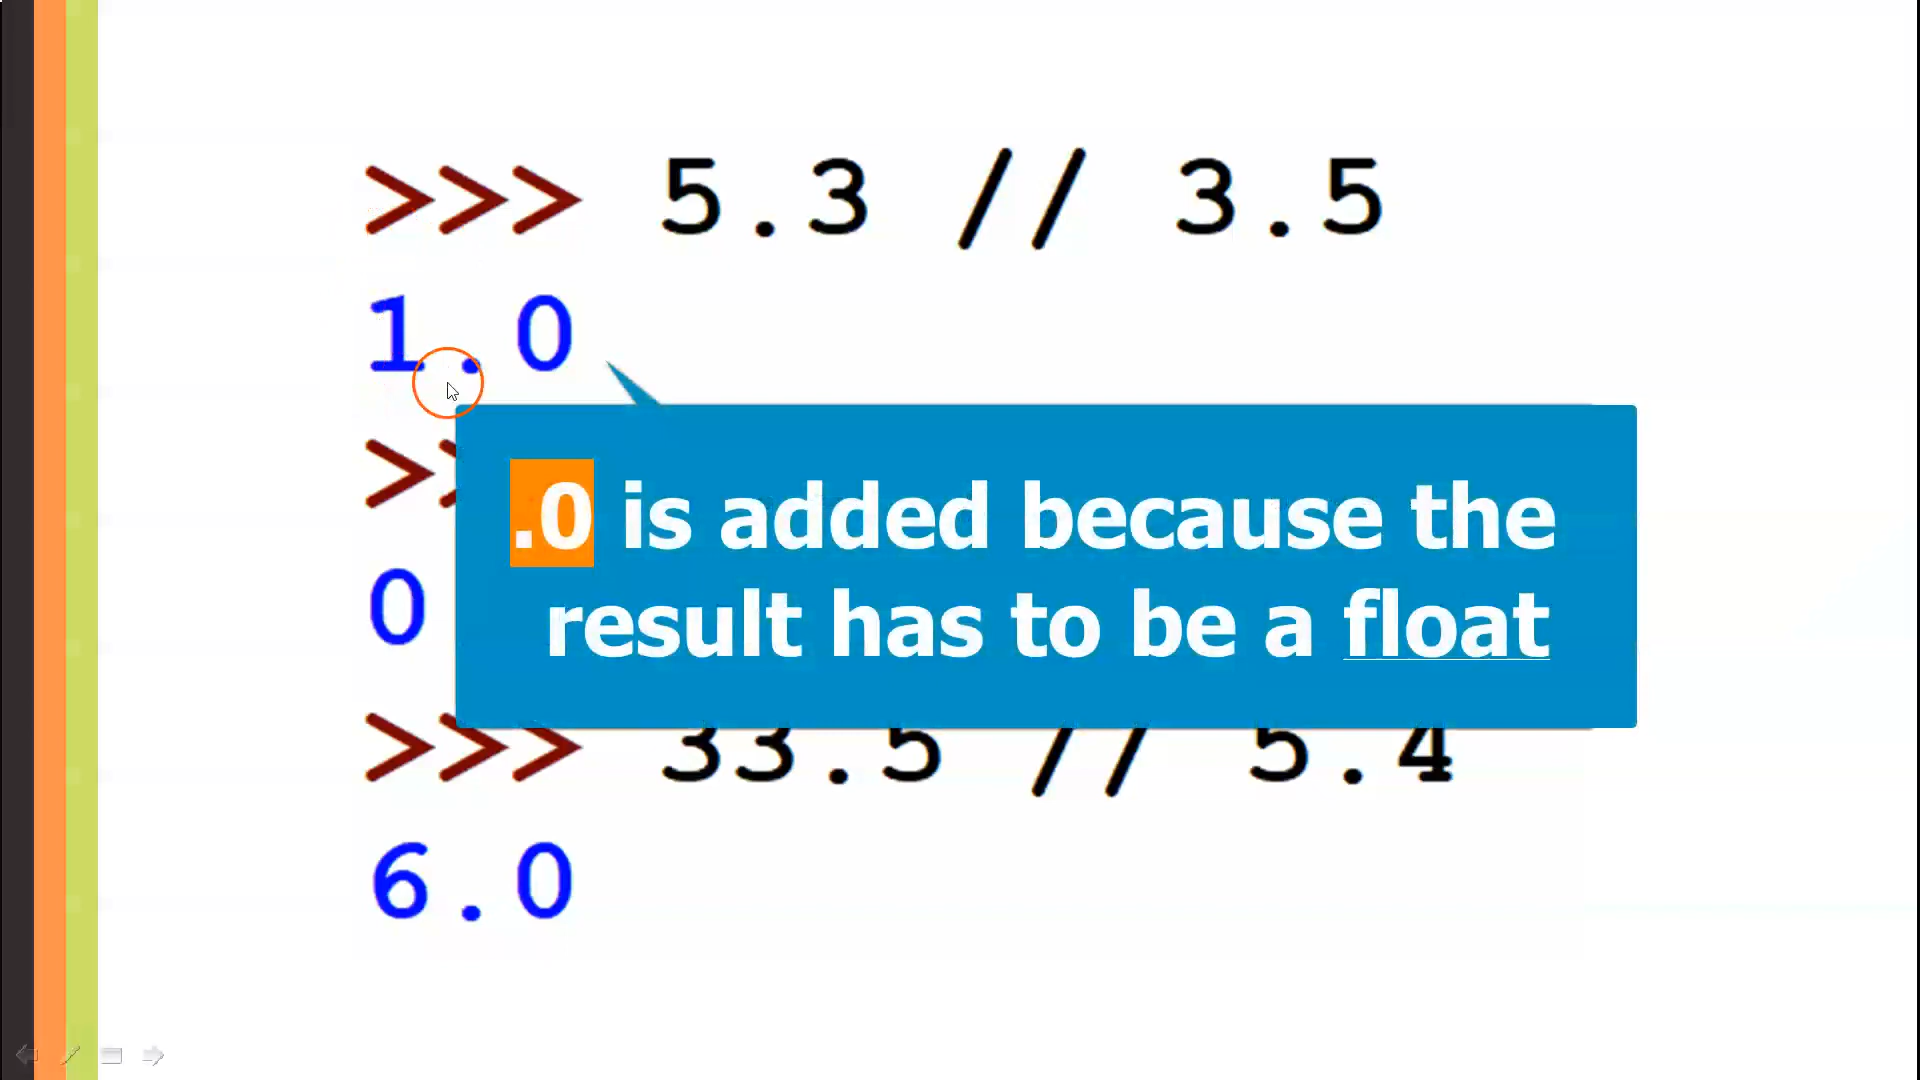 >>> 5.3 // 3.5
1.0
.0 is added because the
result has to be a float
>
0
>>> 33.5 // 5.4
6.0